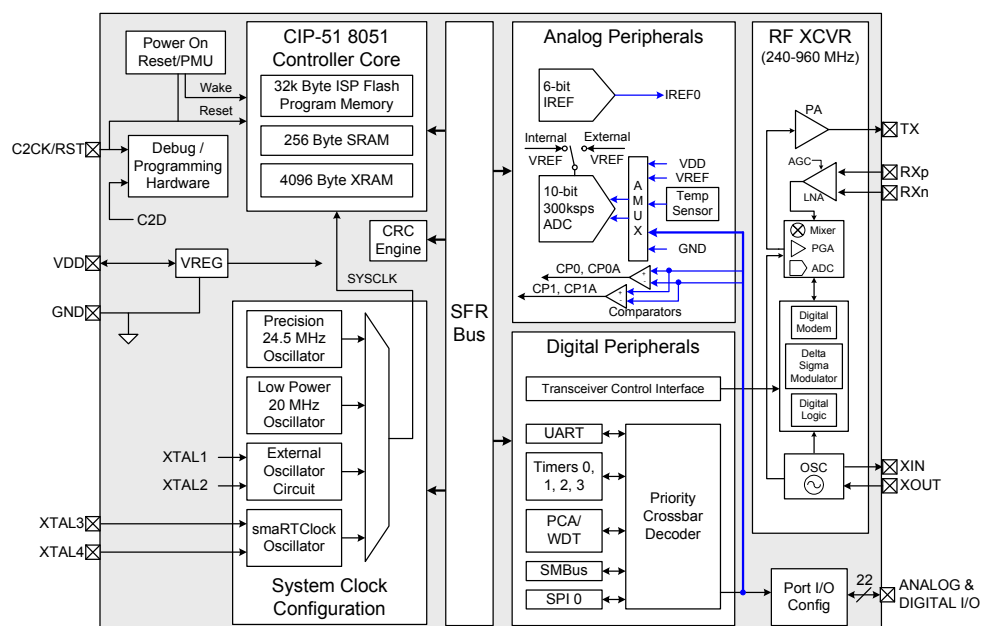 Power On
Reset/PMU
Wake
Reset
C2CK/RST
Debug /
Programming
Hardware
C2D
VDD
VREG
GND
CIP-51 8051
Controller Core
32k Byte ISP Flash
Program Memory
256 Byte SRAM
4096 Byte XRAM
CRC
Engine
SYSCLK
Precision
24.5 MHz
Oscillator
Low Power
20 MHz
Oscillator
XTAL1
XTAL2
External
Oscillator
Circuit
XTAL3
XTAL4
smaRTClock
Oscillator
System Clock
Configuration
SFR
Bus
Analog Peripherals
6-bit
IREF
IREF0
Internal
External
VREF
VREF
10-bit
300ksps
ADC
A
M
U
X
VDD
VREF
Temp
Sensor
GND
CP0, CP0A
+
-
CP1, CP1A
+
-
Comparators
Digital Peripherals
Transceiver Control Interface
UART
Timers 0,
1, 2, 3
PCA/
WDT
SMBus
SPI 0
Priority
Crossbar
Decoder
RF XCVR
(240-960 MHz)
PA
TX
AGC
LNA
RXp
RXn
Mixer
PGA
ADC
Digital
Modem
Delta
Sigma
Modulator
Digital
Logic
OSC
XIN
XOUT
Port I/O
Config
22
ANALOG &
DIGITAL I/O